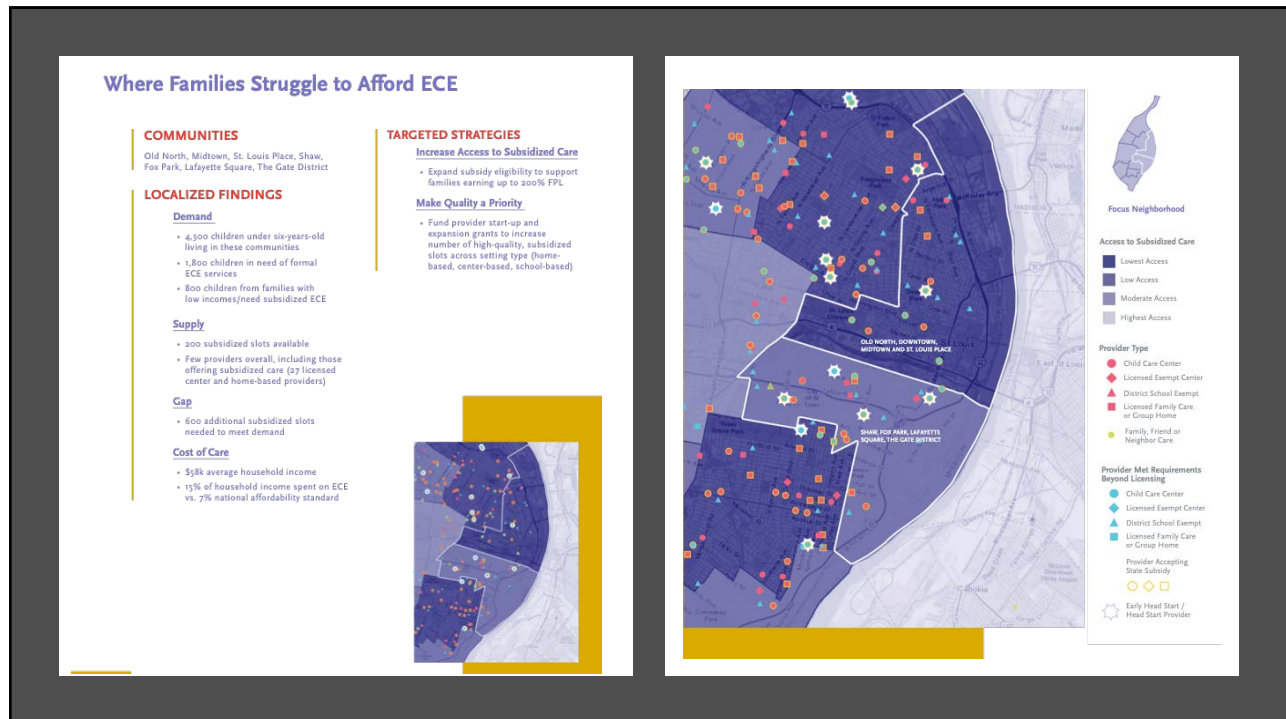 Where Families Struggle to Afford ECE
COMMUNITIES
Old North, Midtown, St. Louis Place, Shaw,
Fox Park, Lafayette Square, The Gate District
LOCALIZED FINDINGS
Demand
• 4,300 children under six-years-old
living in these communities
• 1,800 children in need of formal
ECE services
• 800 children from families with
low incomes/need subsidized ECE
Supply
• 200 subsidized slots available
• Few providers overall, including those
offering subsidized care (27 licensed
center and home-based providers)
Gap
• 600 additional subsidized slots
needed to meet demand
Cost of Care
• $58k average household income
• 15% of household income spent on ECE
vs. 7% national affordability standard
TARGETED STRATEGIES
Increase Access to Subsidized Care
• Expand subsidy eligibility to support
families earning up to 200% FPL
Make Quality a Priority
• Fund provider start-up and
expansion grants to increase
number of high-quality, subsidized
slots across setting type (home-
based, center-based, school-based)
OLD NORTH, DOWNTOWN,
MIDTOWN AND ST. LOUIS PLACE
SHAW, FOX PARK, LAFAYETTE
SQUARE, THE GATE DISTRICT
St Louis
East St Loui
Cahokia
Focus Neighborhood
Access to Subsidized Care
Lowest Access
Low Access
Moderate Access
Highest Access
Provider Type
Child Care Center
Licensed Exempt Center
District School Exempt
Licensed Family Care
or Group Home
Family, Friend or
Neighbor Care
Provider Met Requirements
Beyond Licensing
Child Care Center
Licensed Exempt Center
District School Exempt
Licensed Family Care
or Group Home
Provider Accepting
State Subsidy
Early Head Start /
Head Start Provider